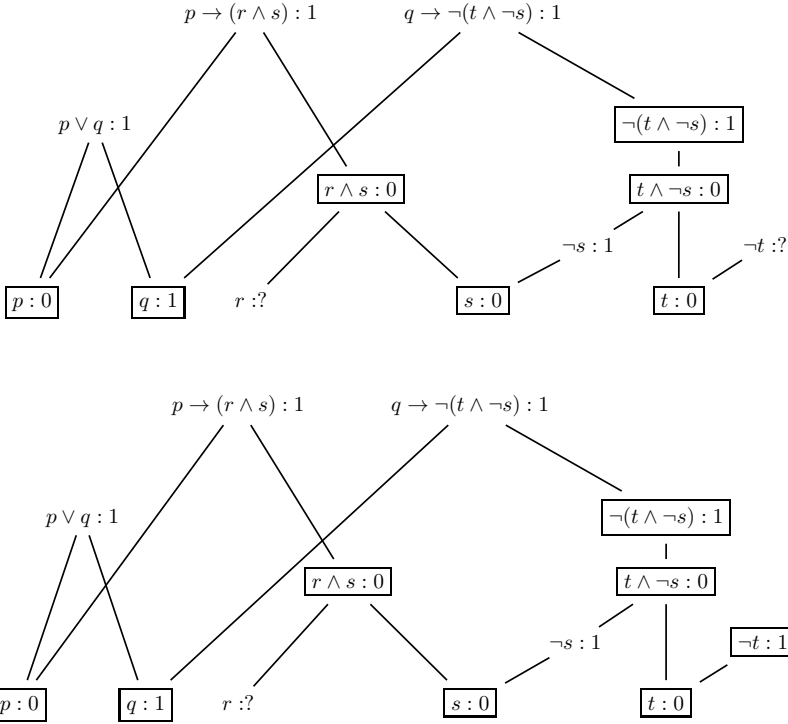 p → (r ∧ s) : 1 q → ¬(t ∧ ¬s) : 1
p ∨ q : 1 ¬(t ∧ ¬s) : 1
r ∧ s : 0 t ∧ ¬s : 0
¬s : 1 ¬t :?
p : 0 q : 1 r :? s : 0 t : 0
p → (r ∧ s) : 1 q → ¬(t ∧ ¬s) : 1
p ∨ q : 1 ¬(t ∧ ¬s) : 1
r ∧ s : 0 t ∧ ¬s : 0
¬s : 1 ¬t : 1
p : 0 q : 1 r :? s : 0 t : 0